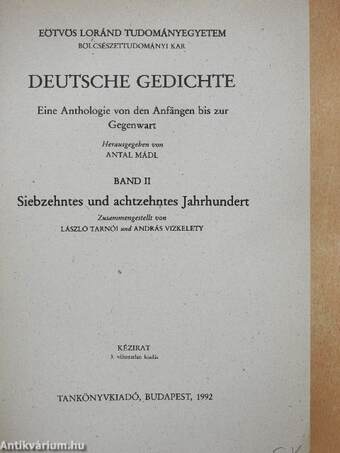 EÖTVÖS LORÁND TUDOMÁNYEGYETEM
BÖLCSÉSZETTUDOMÁNYI KAR
DEUTSCHE GEDICHTE
Eine Anthologie von den Anfängen bis zur
Gegenwart
Herausgegeben von
ANTAL MÁDL
BAND II
Siebzehntes und achtzehntes Jahrhundert
Zusammengestellt von
LÁSZLÓ TARNÓI und ANDRÁS VIZKELETY
KÉZIRAT
3. változatlan kiadás
TANKÖNYVKIADÓ, BUDAPEST, 1992
Antikvárium.hu